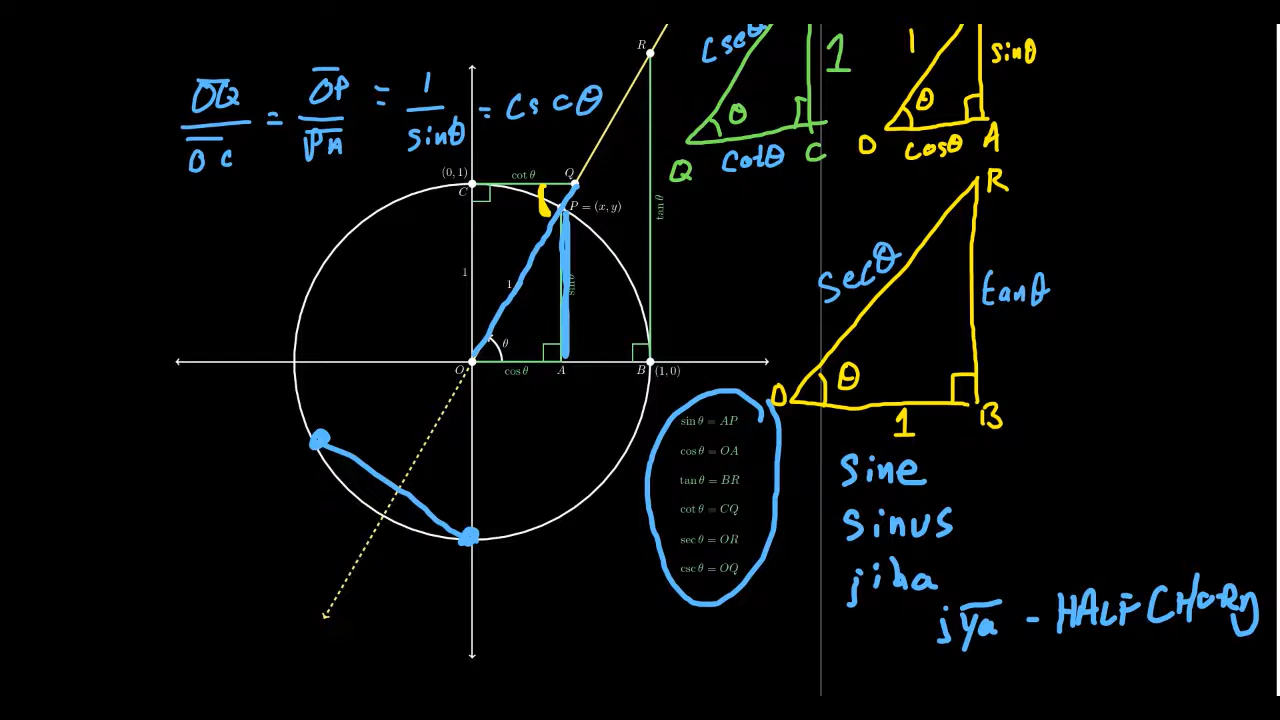 OQ / OC = OP / PA = 1 / sinθ = cscθ
cscθ
1
θ
cotθ
Q
C
1
sinθ
θ
O
cosθ
A
R
(0, 1)
C
cot θ
Q
P = (x, y)
tan θ
1
1
sin θ
θ
O
cos θ
A
B
(1, 0)
R
secθ
tanθ
θ
O
1
B
sin θ = AP
cos θ = OA
tan θ = BR
cot θ = CQ
sec θ = OR
csc θ = OQ
sine
sinus
jiba
jya - HALF CHORD